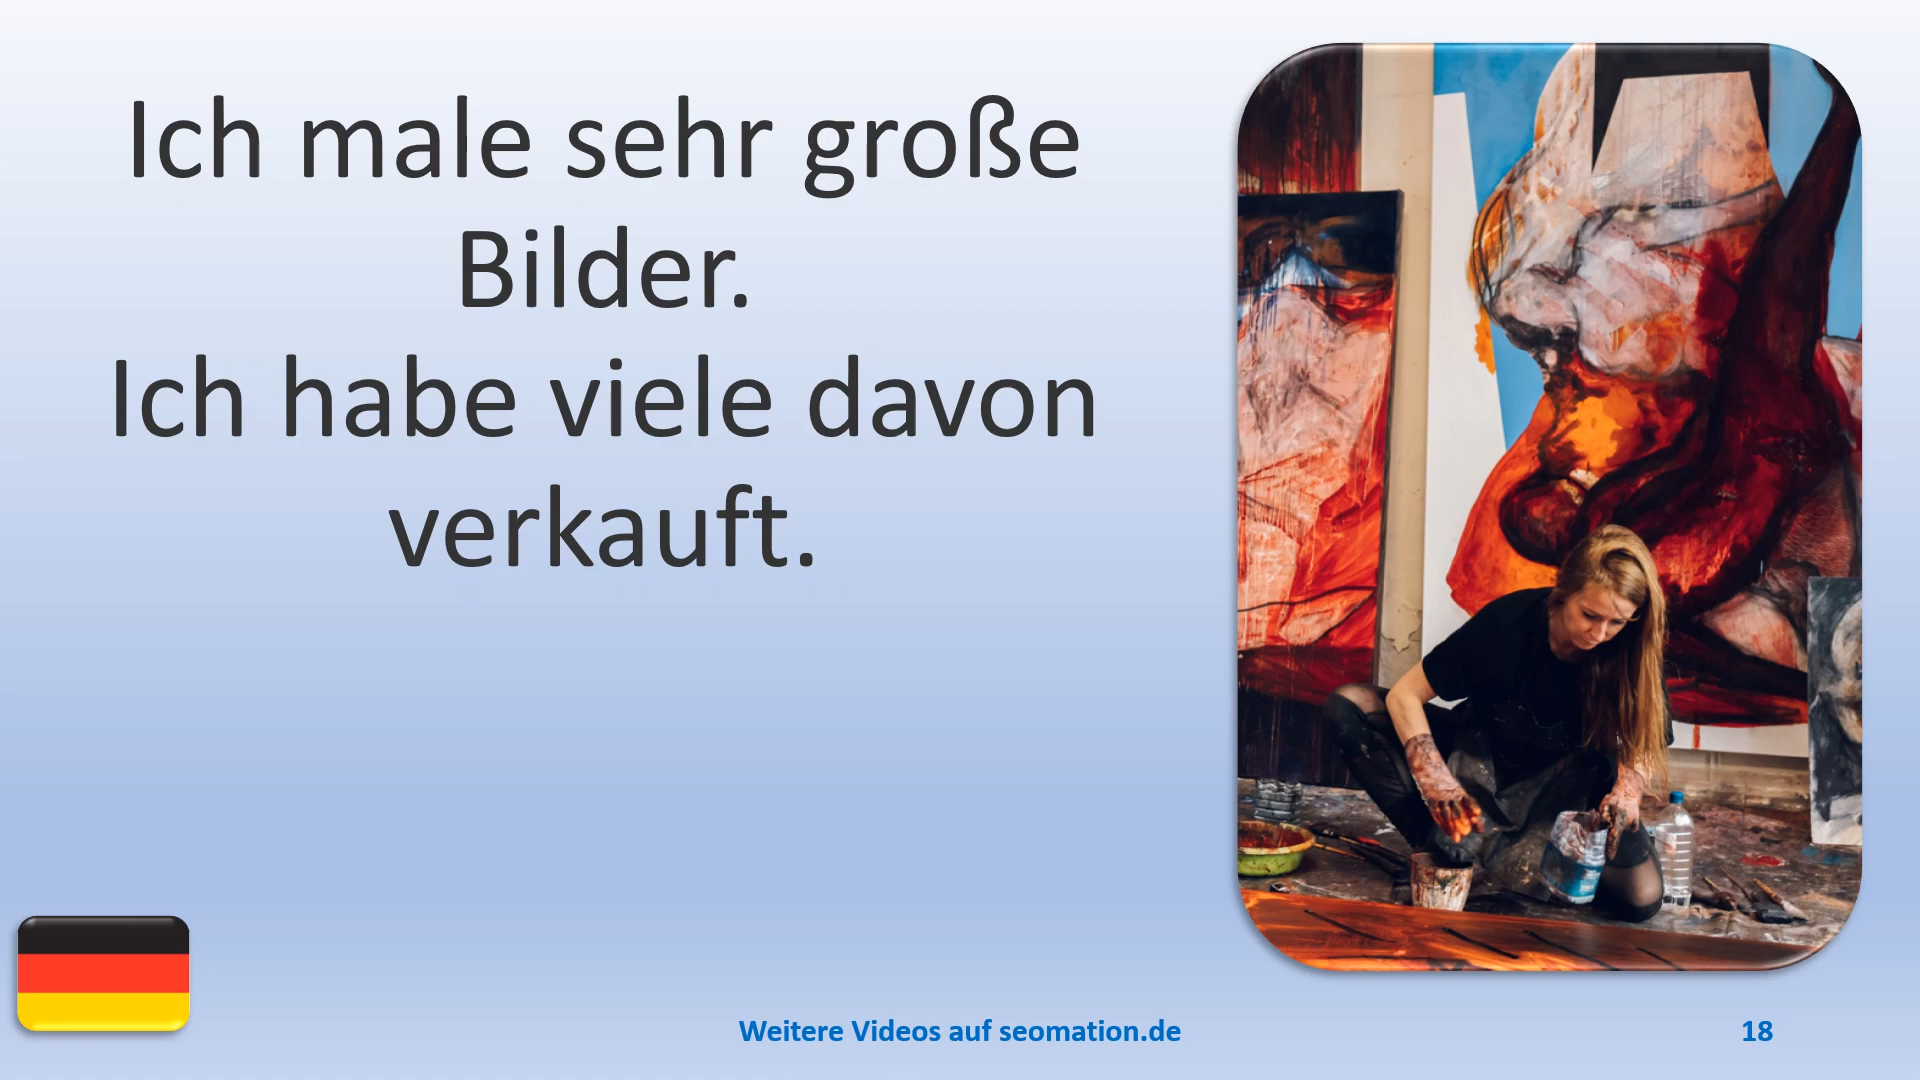 Ich male sehr große
Bilder.
Ich habe viele davon
verkauft.
Weitere Videos auf seomation.de
18